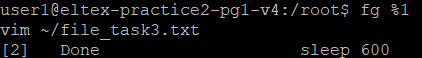 user1@eltex-practice2-pg1-v4:/root$ fg %1
vim ~/file_task3.txt
[2]   Done                    sleep 600